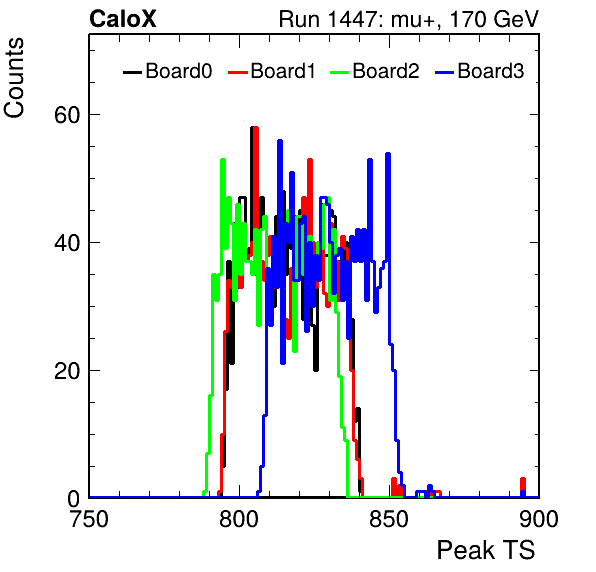 CaloX Run 1447: mu+, 170 GeV
Counts
Board0 Board1 Board2 Board3
60
40
20
0
750 800 850 900
Peak TS